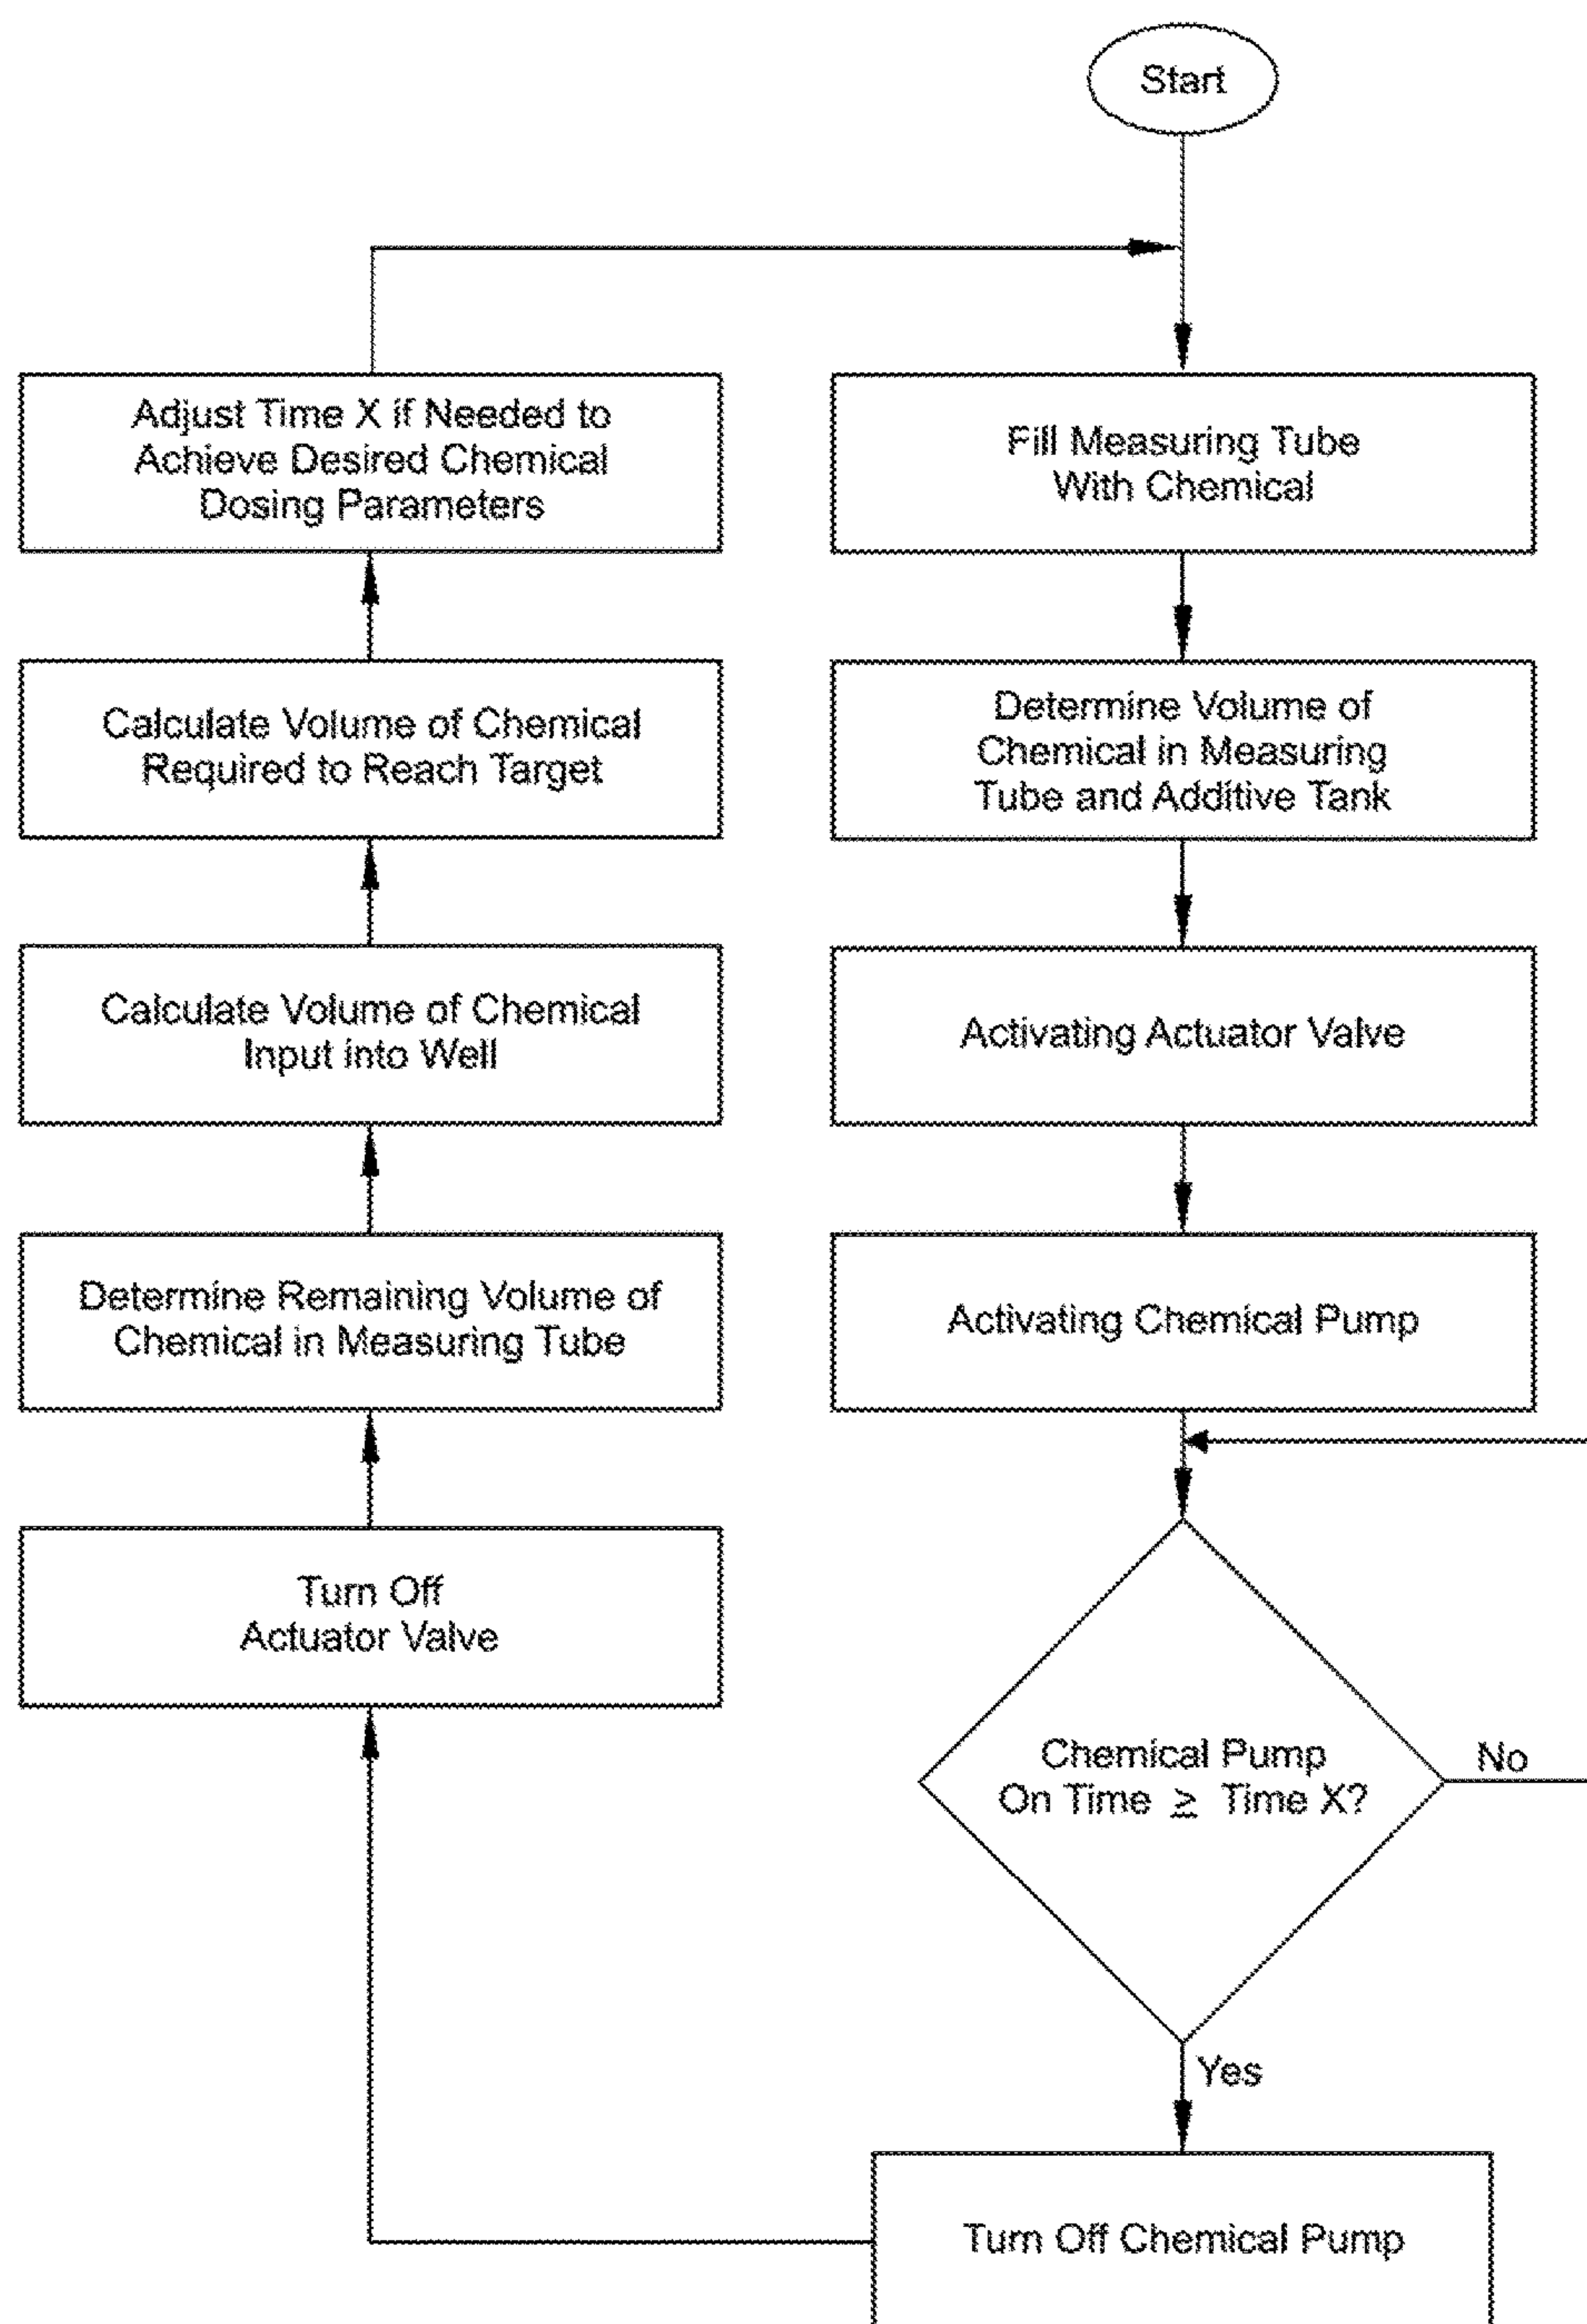 Start
Fill Measuring Tube
With Chemical
Determine Volume of
Chemical in Measuring
Tube and Additive Tank
Activating Actuator Valve
Activating Chemical Pump
Chemical Pump
On Time ≥ Time X?
No
Yes
Turn Off Chemical Pump
Turn Off
Actuator Valve
Determine Remaining Volume of
Chemical in Measuring Tube
Calculate Volume of Chemical
Input into Well
Calculate Volume of Chemical
Required to Reach Target
Adjust Time X if Needed to
Achieve Desired Chemical
Dosing Parameters